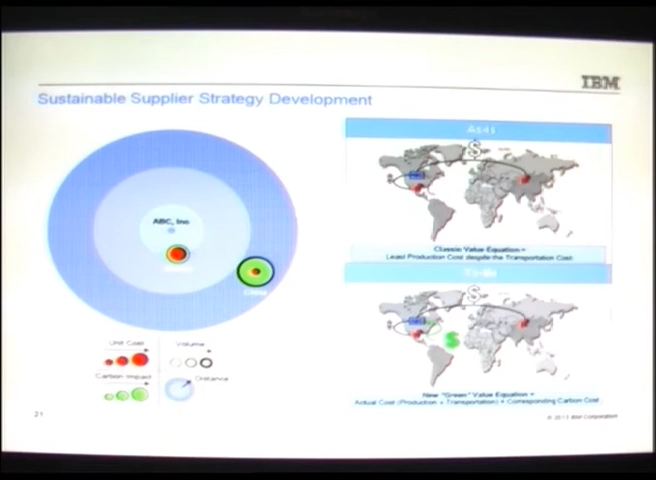 IBM
Sustainable Supplier Strategy Development
As-Is
$
ABC, Inc
Classic Value Equation =
Least Production Cost despite the Transportation Cost
China
To-Be
$
$
Unit Cost
Volume
Carbon Impact
Distance
New "Green" Value Equation =
Actual Cost (Production + Transportation) + Corresponding Carbon Cost
21
© 2011 IBM Corporation